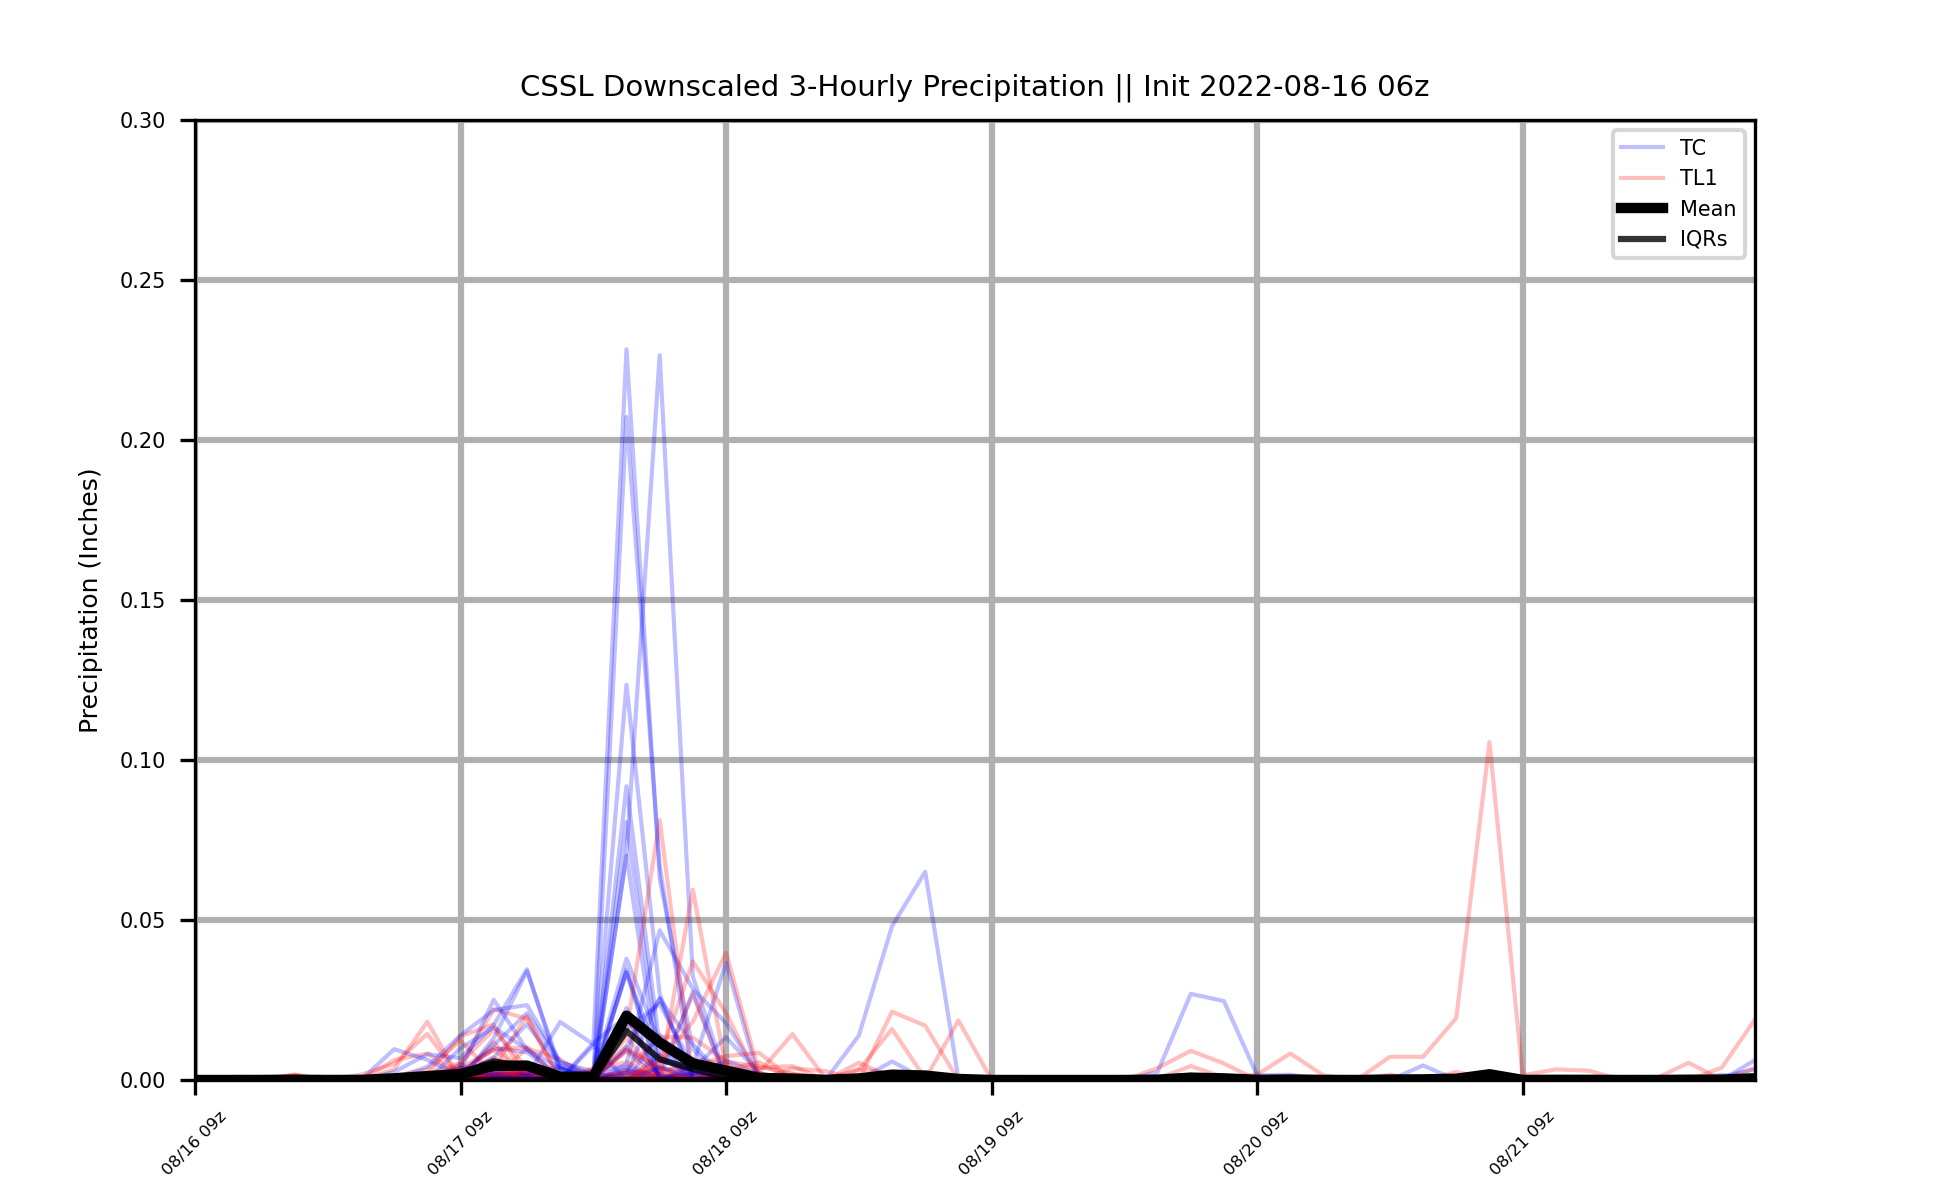 CSSL Downscaled 3-Hourly Precipitation || Init 2022-08-16 06z
0.30
0.25
0.20
0.15
0.10
0.05
0.00
Precipitation (Inches)
TC
TL1
Mean
IQRs
08/16 09z
08/17 09z
08/18 09z
08/19 09z
08/20 09z
08/21 09z